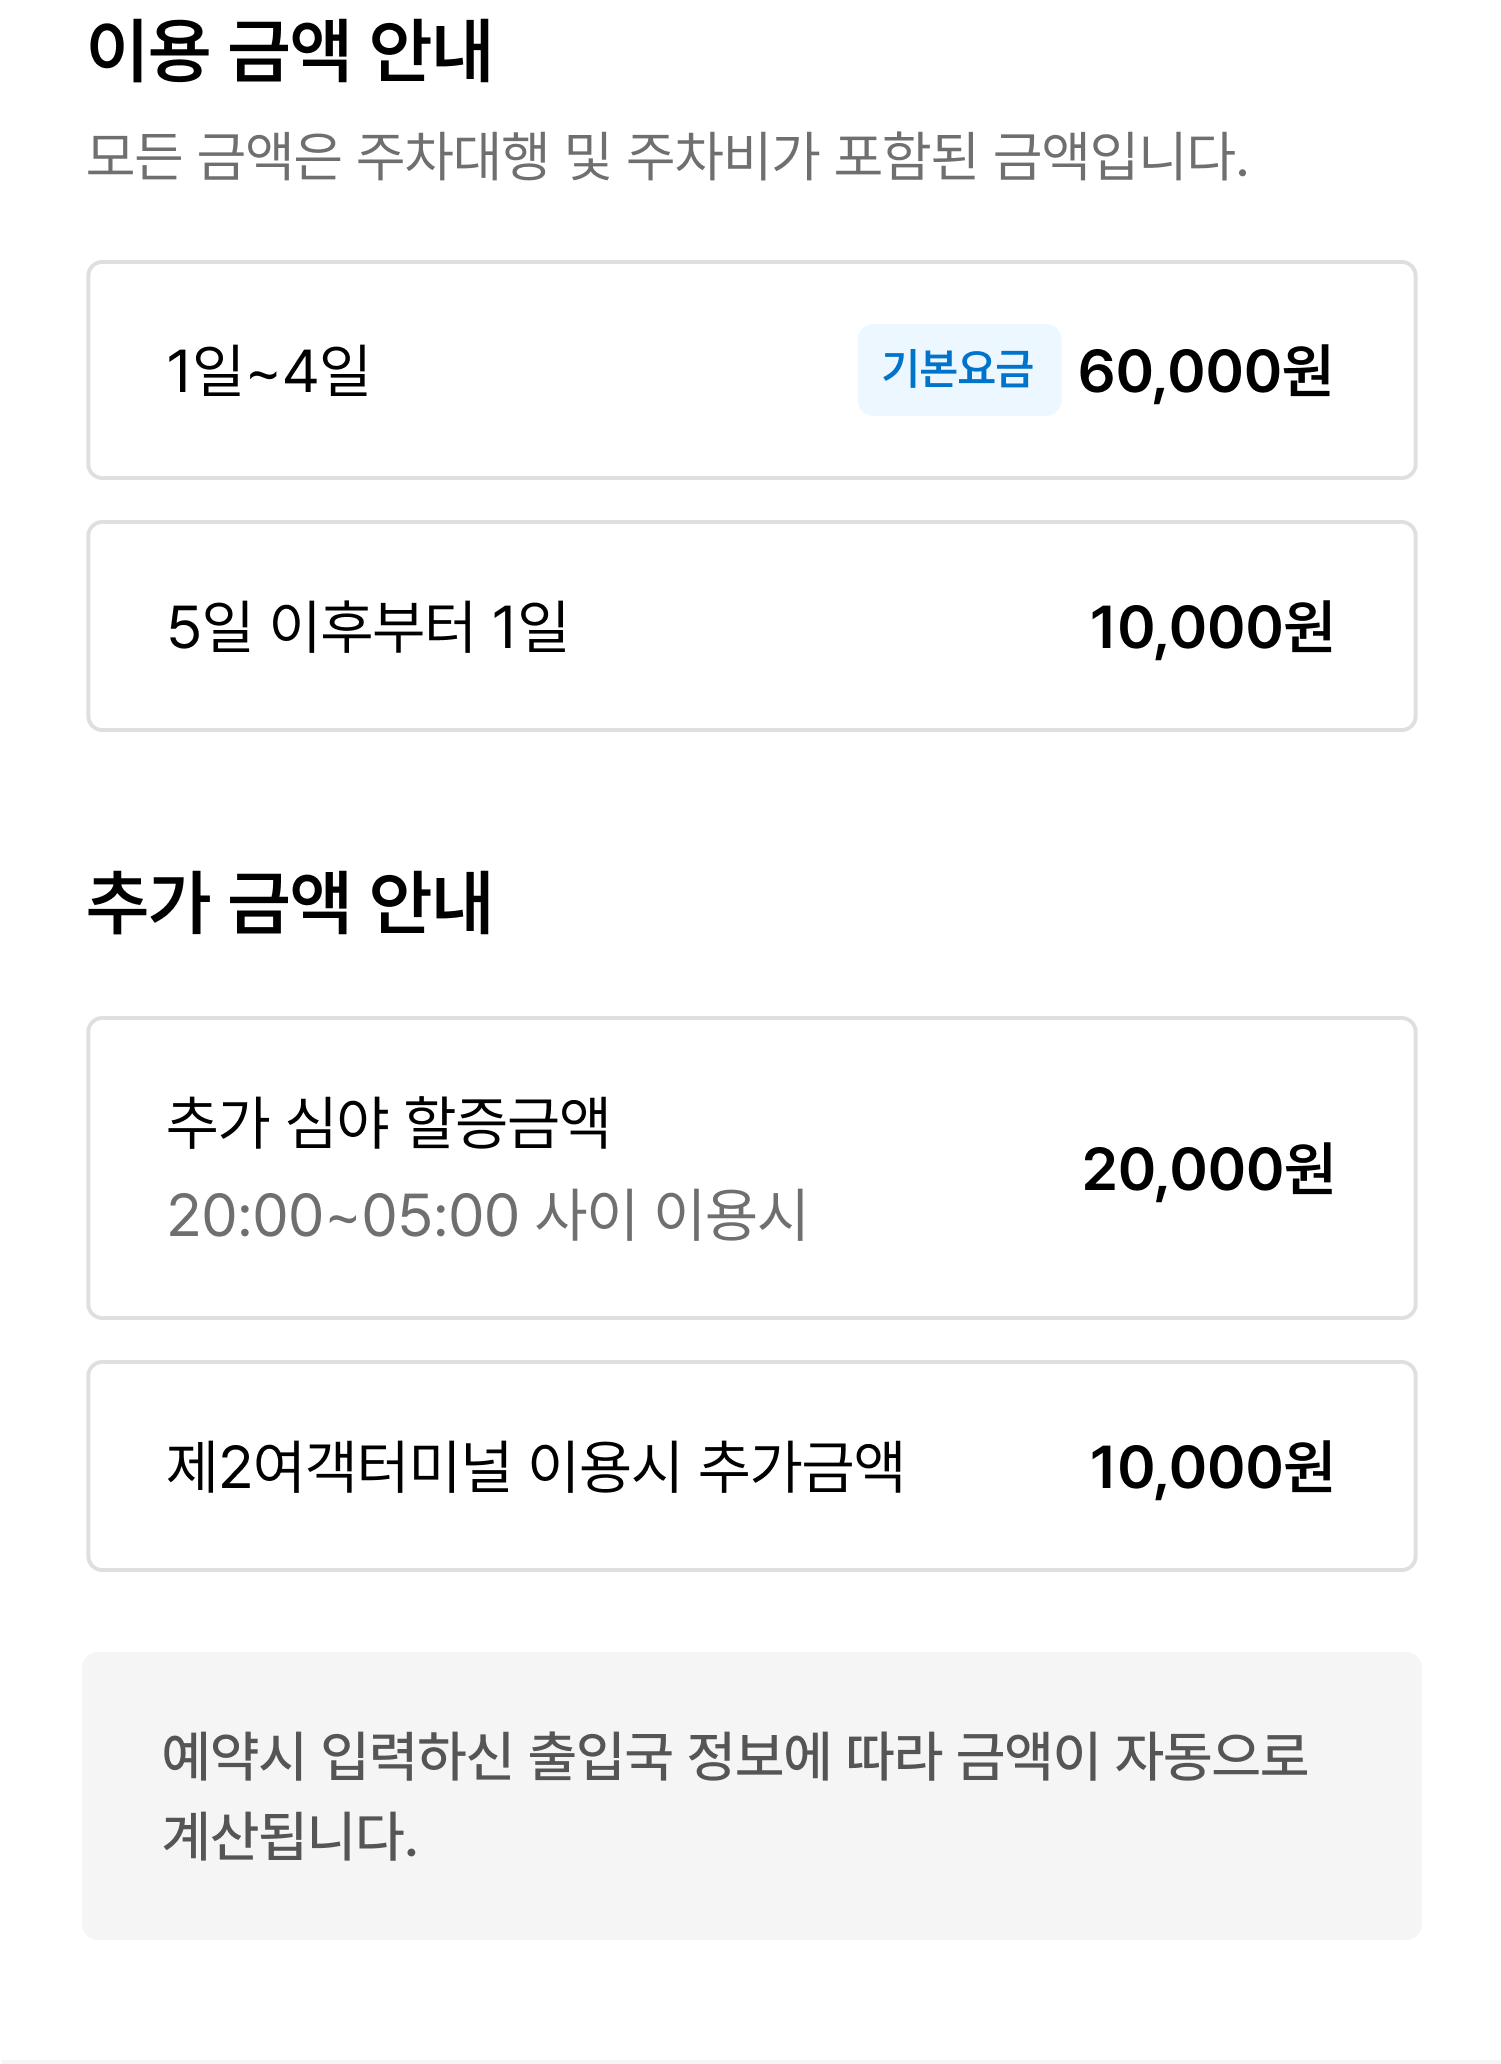 이용 금액 안내
모든 금액은 주차대행 및 주차비가 포함된 금액입니다.
1일~4일 기본요금 60,000원
5일 이후부터 1일 10,000원
추가 금액 안내
추가 심야 할증금액
20:00~05:00 사이 이용시 20,000원
제2여객터미널 이용시 추가금액 10,000원
예약시 입력하신 출입국 정보에 따라 금액이 자동으로
계산됩니다.